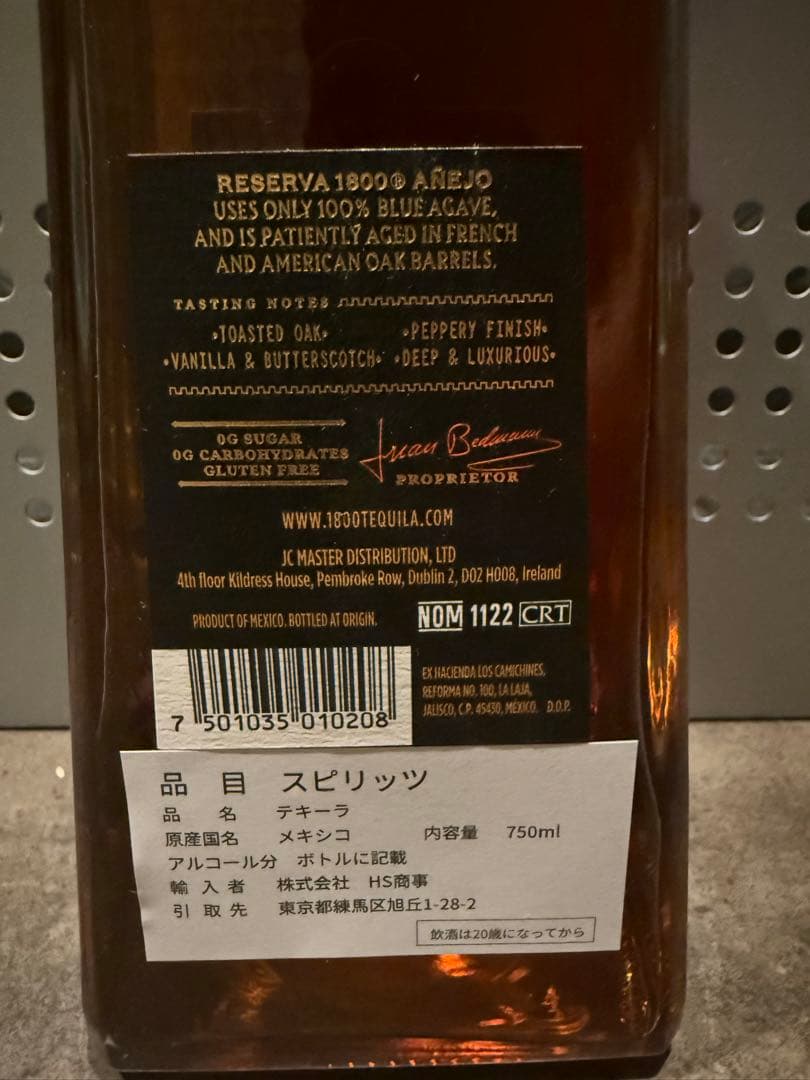 RESERVA 1800® AÑEJO
USES ONLY 100% BLUE AGAVE,
AND IS PATIENTLY AGED IN FRENCH
AND AMERICAN OAK BARRELS.
TASTING NOTES
•TOASTED OAK• •PEPPERY FINISH•
•VANILLA & BUTTERSCOTCH• •DEEP & LUXURIOUS•
0G SUGAR
0G CARBOHYDRATES
GLUTEN FREE
Juan Beckmann
PROPRIETOR
WWW.1800TEQUILA.COM
JC MASTER DISTRIBUTION, LTD
4th floor Kildress House, Pembroke Row, Dublin 2, D02 H008, Ireland
PRODUCT OF MEXICO. BOTTLED AT ORIGIN.
NOM 1122 CRT
EX HACIENDA LOS CAMICHINES,
REFORMA NO. 100, LA LAJA,
JALISCO, C.P. 45430, MÉXICO. D.O.P.
7 501035 010208
品目 スピリッツ
品名 テキーラ
原産国名 メキシコ 内容量 750ml
アルコール分 ボトルに記載
輸入者 株式会社 HS商事
引取先 東京都練馬区旭丘1-28-2
飲酒は20歳になってから